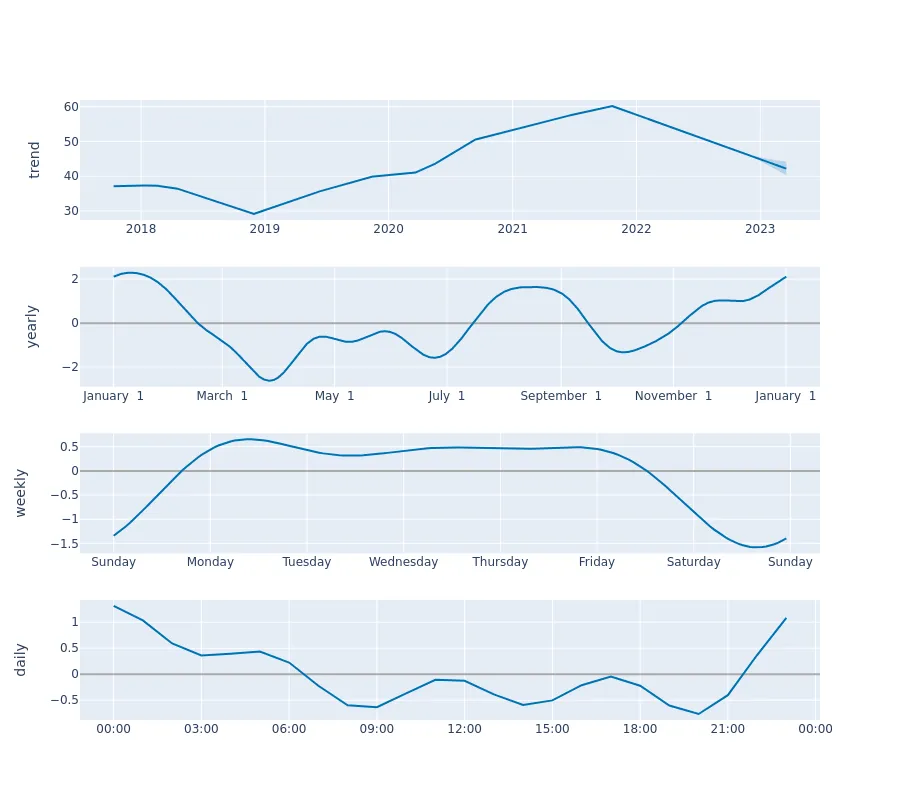 trend
60
50
40
30
2018 2019 2020 2021 2022 2023
yearly
2
0
−2
January 1 March 1 May 1 July 1 September 1 November 1 January 1
weekly
0.5
0
−0.5
−1
−1.5
Sunday Monday Tuesday Wednesday Thursday Friday Saturday Sunday
daily
1
0.5
0
−0.5
00:00 03:00 06:00 09:00 12:00 15:00 18:00 21:00 00:00